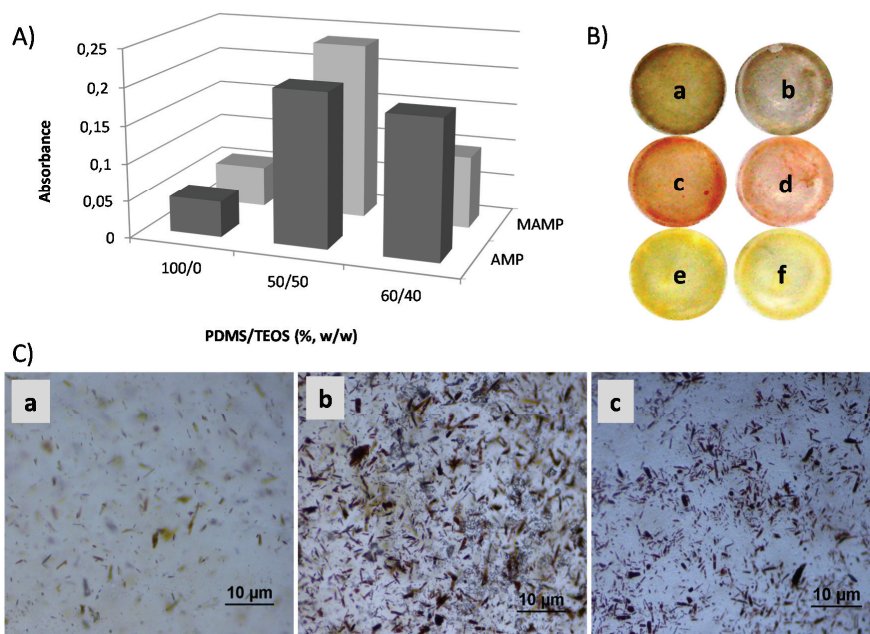 A)
Absorbance
0,25
0,2
0,15
0,1
0,05
0
100/0
50/50
60/40
AMP
MAMP
PDMS/TEOS (%, w/w)
B)
a
b
c
d
e
f
C)
a
10 µm
b
10 µm
c
10 µm